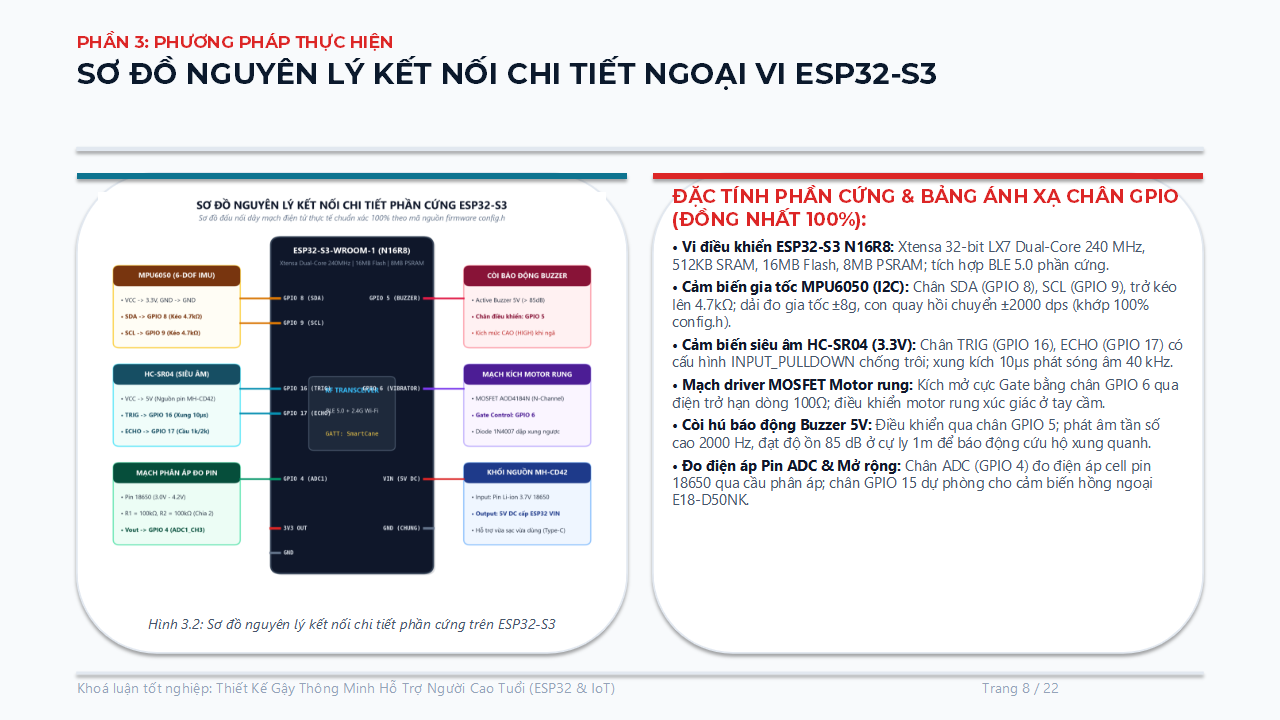 PHẦN 3: PHƯƠNG PHÁP THỰC HIỆN
SƠ ĐỒ NGUYÊN LÝ KẾT NỐI CHI TIẾT NGOẠI VI ESP32-S3
SƠ ĐỒ NGUYÊN LÝ KẾT NỐI CHI TIẾT PHẦN CỨNG ESP32-S3
Sơ đồ đấu nối dây mạch điện tử thực tế chuẩn xác 100% theo mã nguồn firmware config.h
ESP32-S3-WROOM-1 (N16R8)
Xtensa Dual-Core 240MHz | 16MB Flash | 8MB PSRAM
MPU6050 (6-DOF IMU)
• VCC -> 3.3V, GND -> GND
• SDA -> GPIO 8 (Kéo 4.7kΩ)
• SCL -> GPIO 9 (Kéo 4.7kΩ)
HC-SR04 (SIÊU ÂM)
• VCC -> 5V (Nguồn pin MH-CD42)
• TRIG -> GPIO 16 (Xung 10µs)
• ECHO -> GPIO 17 (Cầu 1k/2k)
MẠCH PHÂN ÁP ĐO PIN
• Pin 18650 (3.0V - 4.2V)
• R1 = 100kΩ, R2 = 100kΩ (Chia 2)
• Vout -> GPIO 4 (ADC1_CH3)
GPIO 8 (SDA)
GPIO 9 (SCL)
GPIO 16 (TRIG)
GPIO 17 (ECHO)
GPIO 4 (ADC1)
3V3 OUT
GND
RF TRANSCEIVER
BLE 5.0 + 2.4G Wi-Fi
GATT: SmartCane
GPIO 5 (BUZZER)
GPIO 6 (VIBRATOR)
VIN (5V DC)
GND (CHUNG)
CÒI BÁO ĐỘNG BUZZER
• Active Buzzer 5V (> 85dB)
• Chân điều khiển: GPIO 5
• Kích mức CAO (HIGH) khi ngã
MẠCH KÍCH MOTOR RUNG
• MOSFET AOD4184N (N-Channel)
• Gate Control: GPIO 6
• Diode 1N4007 dập xung ngược
KHỐI NGUỒN MH-CD42
• Input: Pin Li-ion 3.7V 18650
• Output: 5V DC cấp ESP32 VIN
• Hỗ trợ vừa sạc vừa dùng (Type-C)
Hình 3.2: Sơ đồ nguyên lý kết nối chi tiết phần cứng trên ESP32-S3
ĐẶC TÍNH PHẦN CỨNG & BẢNG ÁNH XẠ CHÂN GPIO
(ĐỒNG NHẤT 100%):
• Vi điều khiển ESP32-S3 N16R8: Xtensa 32-bit LX7 Dual-Core 240 MHz,
512KB SRAM, 16MB Flash, 8MB PSRAM; tích hợp BLE 5.0 phần cứng.
• Cảm biến gia tốc MPU6050 (I2C): Chân SDA (GPIO 8), SCL (GPIO 9), trở kéo
lên 4.7kΩ; dải đo gia tốc ±8g, con quay hồi chuyển ±2000 dps (khớp 100%
config.h).
• Cảm biến siêu âm HC-SR04 (3.3V): Chân TRIG (GPIO 16), ECHO (GPIO 17) có
cấu hình INPUT_PULLDOWN chống trôi; xung kích 10µs phát sóng âm 40 kHz.
• Mạch driver MOSFET Motor rung: Kích mở cực Gate bằng chân GPIO 6 qua
điện trở hạn dòng 100Ω; điều khiển motor rung xúc giác ở tay cầm.
• Còi hú báo động Buzzer 5V: Điều khiển qua chân GPIO 5; phát âm tần số
cao 2000 Hz, đạt độ ồn 85 dB ở cự ly 1m để báo động cứu hộ xung quanh.
• Đo điện áp Pin ADC & Mở rộng: Chân ADC (GPIO 4) đo điện áp cell pin
18650 qua cầu phân áp; chân GPIO 15 dự phòng cho cảm biến hồng ngoại
E18-D50NK.
Khoá luận tốt nghiệp: Thiết Kế Gậy Thông Minh Hỗ Trợ Người Cao Tuổi (ESP32 & IoT)
Trang 8 / 22